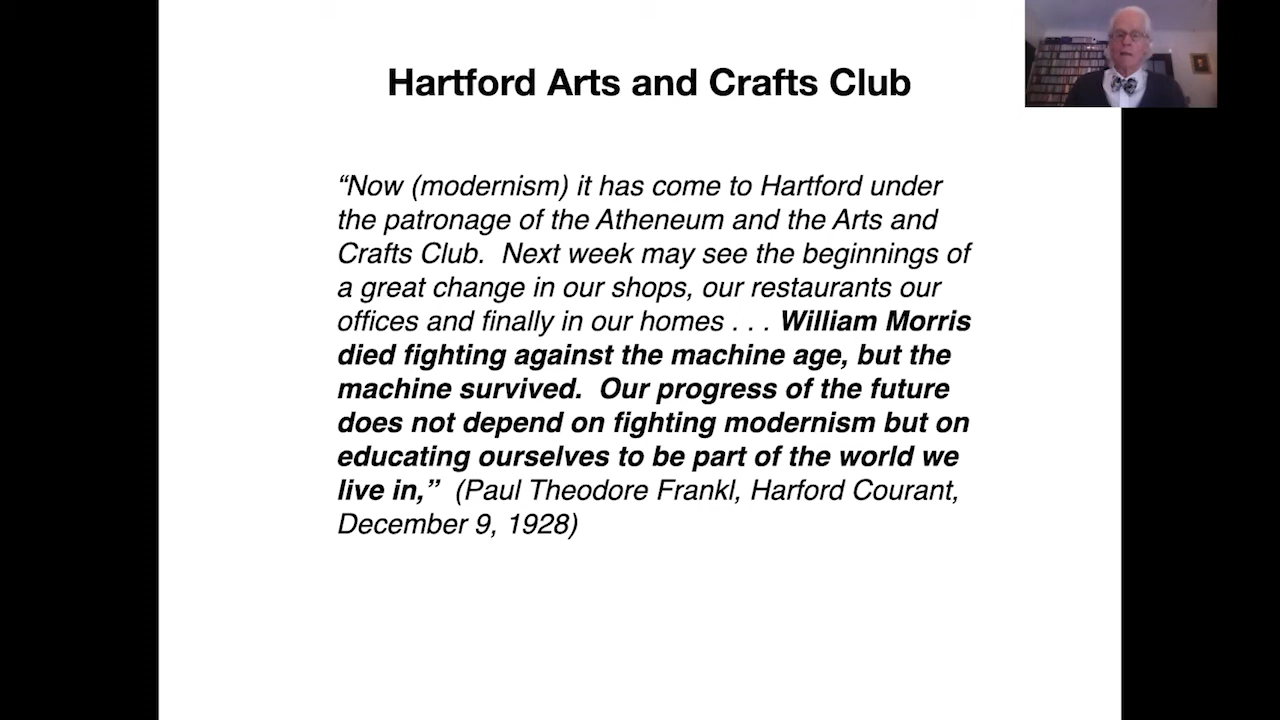 Hartford Arts and Crafts Club
“Now (modernism) it has come to Hartford under
the patronage of the Atheneum and the Arts and
Crafts Club.  Next week may see the beginnings of
a great change in our shops, our restaurants our
offices and finally in our homes . . . William Morris
died fighting against the machine age, but the
machine survived.  Our progress of the future
does not depend on fighting modernism but on
educating ourselves to be part of the world we
live in,”  (Paul Theodore Frankl, Harford Courant,
December 9, 1928)